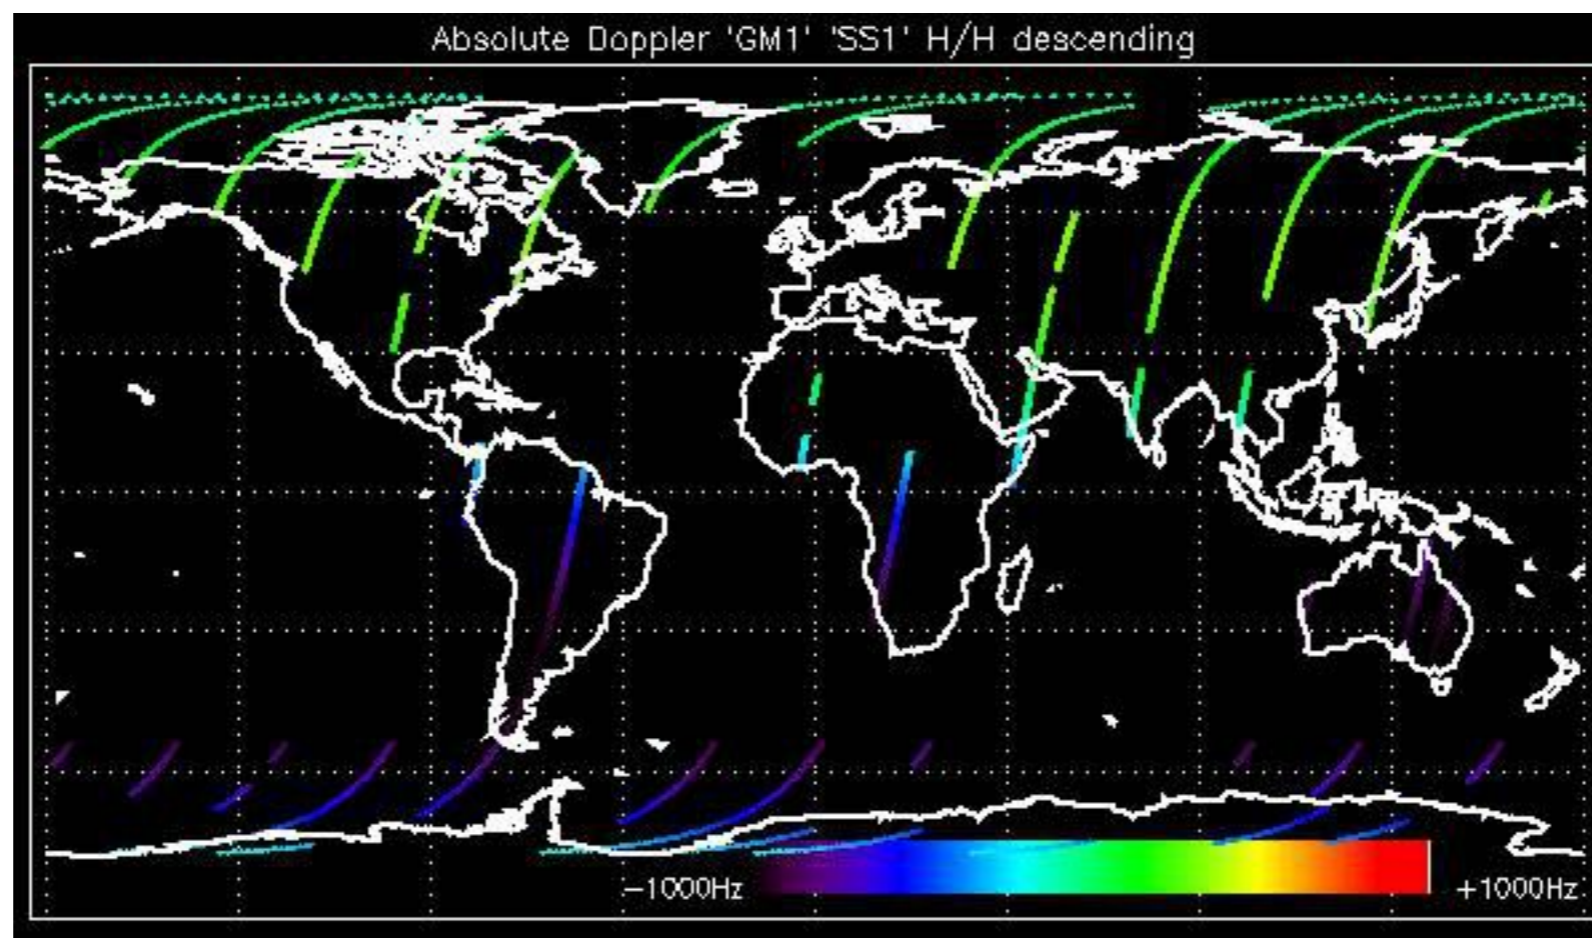 Absolute Doppler 'GM1' 'SS1' H/H descending
-1000Hz
+1000Hz